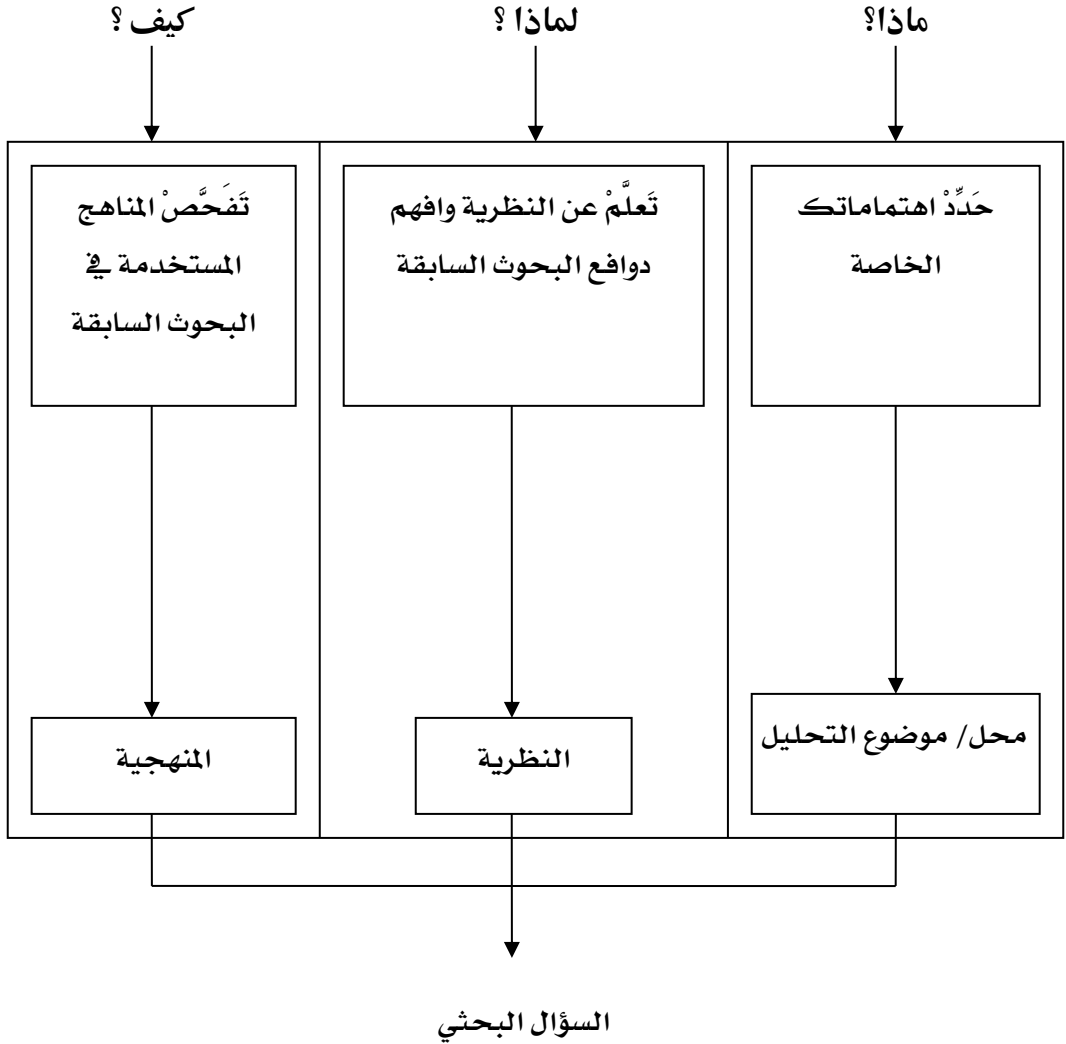 ماذا؟
لماذا ؟
كيف ؟
حَدِّدْ اهتماماتك
الخاصة
تَعلَّمْ عن النظرية وافهم
دوافع البحوث السابقة
تَفَحَّصْ المناهج
المستخدمة في
البحوث السابقة
محل/ موضوع التحليل
النظرية
المنهجية
السؤال البحثي